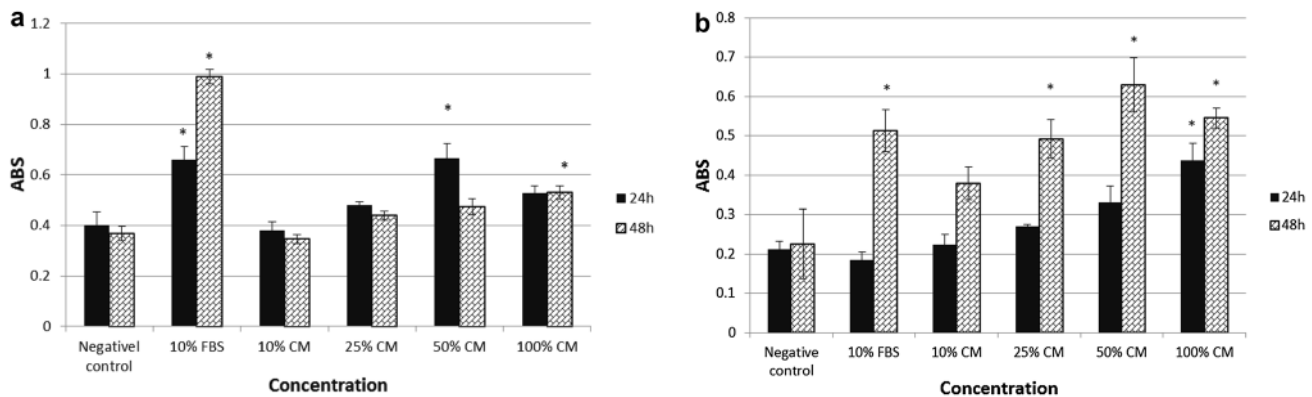 a
1.2
1
0.8
0.6
0.4
0.2
0
ABS
* * * *
Negativel control
10% FBS
10% CM
25% CM
50% CM
100% CM
Concentration
24h
48h
b
0.8
0.7
0.6
0.5
0.4
0.3
0.2
0.1
0
ABS
* * * * *
Negative control
10% FBS
10% CM
25% CM
50% CM
100% CM
Concentration
24h
48h